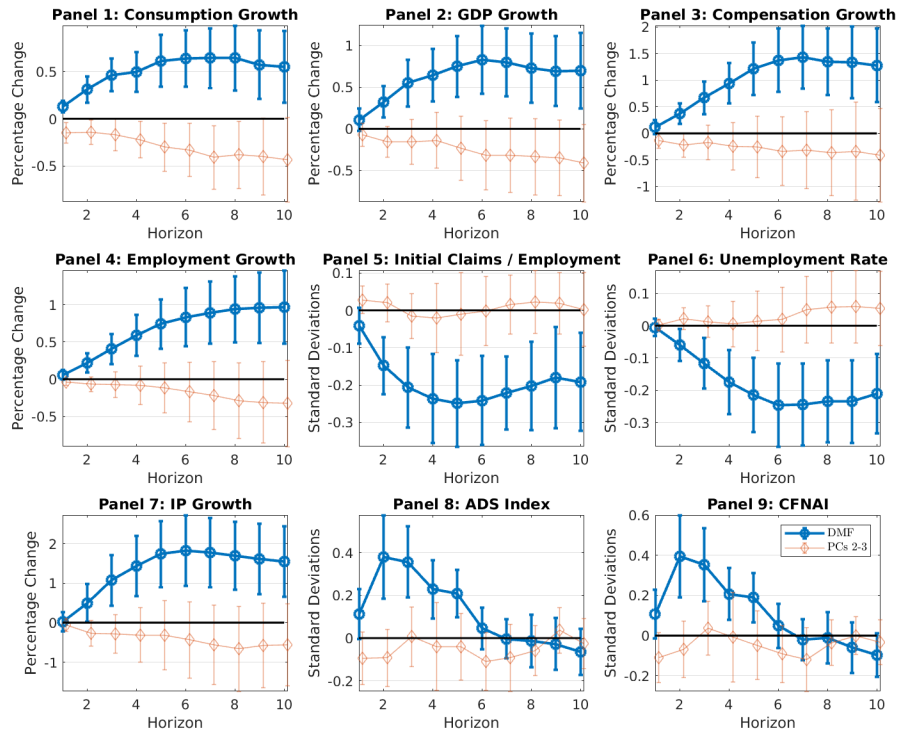 Panel 1: Consumption Growth
Percentage Change
0.5
0
-0.5
2 4 6 8 10
Horizon
Panel 2: GDP Growth
Percentage Change
1
0.5
0
-0.5
2 4 6 8 10
Horizon
Panel 3: Compensation Growth
Percentage Change
2
1.5
1
0.5
0
-0.5
-1
2 4 6 8 10
Horizon
Panel 4: Employment Growth
Percentage Change
1
0.5
0
-0.5
2 4 6 8 10
Horizon
Panel 5: Initial Claims / Employment
Standard Deviations
0.1
0
-0.1
-0.2
-0.3
2 4 6 8 10
Horizon
Panel 6: Unemployment Rate
Standard Deviations
0.1
0
-0.1
-0.2
-0.3
2 4 6 8 10
Horizon
Panel 7: IP Growth
Percentage Change
2
1
0
-1
2 4 6 8 10
Horizon
Panel 8: ADS Index
Standard Deviations
0.4
0.2
0
-0.2
2 4 6 8 10
Horizon
Panel 9: CFNAI
Standard Deviations
0.6
0.4
0.2
0
-0.2
2 4 6 8 10
Horizon
DMF
PCs 2-3